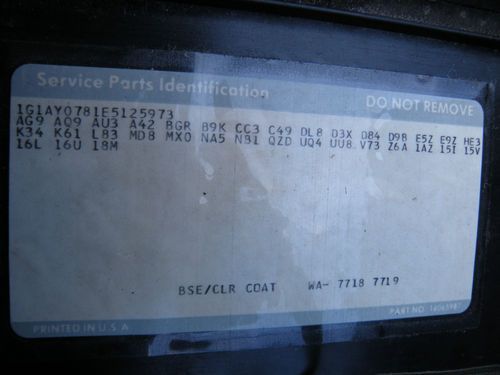 Service Parts Identification
DO NOT REMOVE
1G1AY0781E5125973
AG9 AQ9 AU3 A42 BGR B9K CC3 C49 DL8 D3X D84 D98 E5Z E9Z HE3
K34 K61 L83 MD8 MX0 NA5 NB1 QZD UQ4 UU8 V73 Z6A 1AZ 15I 15V
16L 16U 18M
BSE/CLR COAT WA- 7718 7719
PART NO.
PRINTED IN U.S.A.